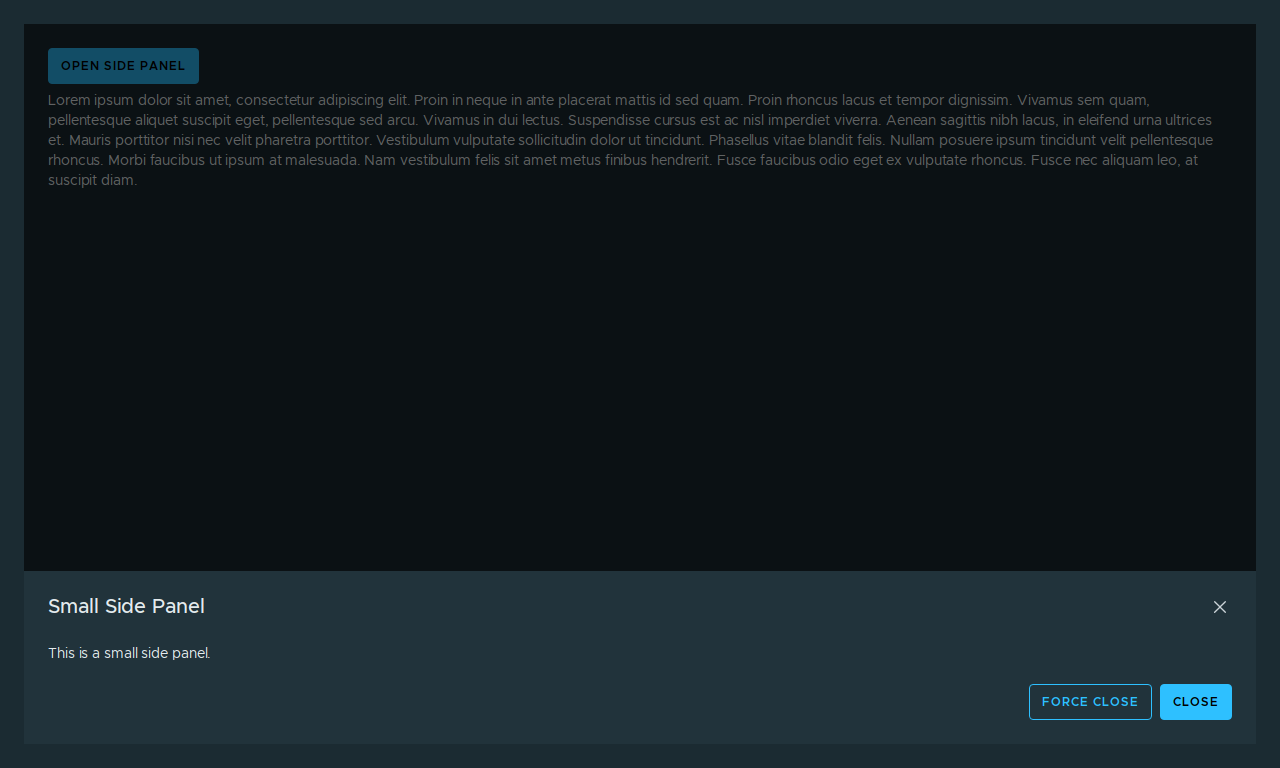 OPEN SIDE PANEL
Lorem ipsum dolor sit amet, consectetur adipiscing elit. Proin in neque in ante placerat mattis id sed quam. Proin rhoncus lacus et tempor dignissim. Vivamus sem quam,
pellentesque aliquet suscipit eget, pellentesque sed arcu. Vivamus in dui lectus. Suspendisse cursus est ac nisl imperdiet viverra. Aenean sagittis nibh lacus, in eleifend urna ultrices
et. Mauris porttitor nisi nec velit pharetra porttitor. Vestibulum vulputate sollicitudin dolor ut tincidunt. Phasellus vitae blandit felis. Nullam posuere ipsum tincidunt velit pellentesque
rhoncus. Morbi faucibus ut ipsum at malesuada. Nam vestibulum felis sit amet metus finibus hendrerit. Fusce faucibus odio eget ex vulputate rhoncus. Fusce nec aliquam leo, at
suscipit diam.
Small Side Panel
This is a small side panel.
FORCE CLOSE
CLOSE